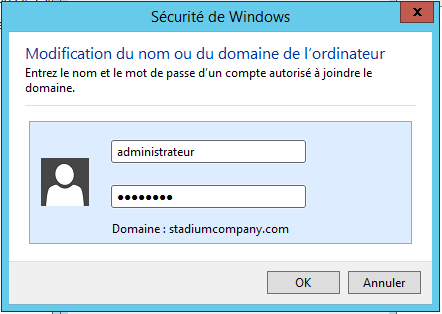 Sécurité de Windows
x
Modification du nom ou du domaine de l'ordinateur
Entrez le nom et le mot de passe d'un compte autorisé à joindre le
domaine.
administrateur
●●●●●●●●
Domaine : stadiumcompany.com
OK
Annuler